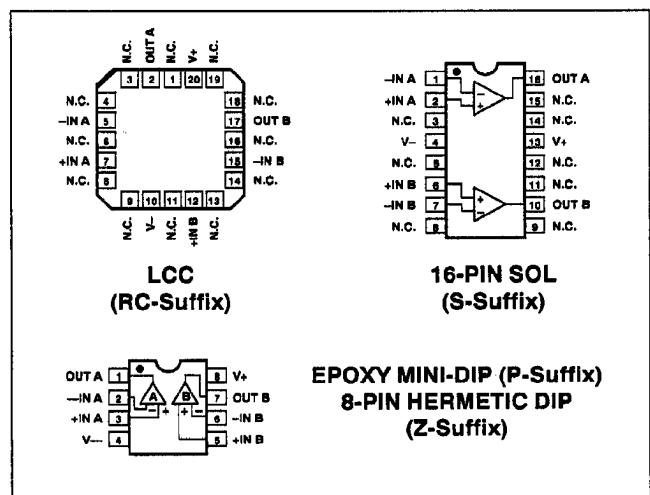 N.C. OUT A N.C. V+ N.C.
3 2 1 20 19
N.C. 4 18 N.C.
–IN A 5 17 OUT B
N.C. 6 16 N.C.
+IN A 7 15 –IN B
N.C. 8 14 N.C.
9 10 11 12 13
N.C. V– N.C. +IN B N.C.
LCC
(RC-Suffix)
–IN A 1 16 OUT A
+IN A 2 15 N.C.
N.C. 3 14 N.C.
V– 4 13 V+
N.C. 5 12 N.C.
+IN B 6 11 N.C.
–IN B 7 10 OUT B
N.C. 8 9 N.C.
– +
+ –
16-PIN SOL
(S-Suffix)
OUT A 1 8 V+
–IN A 2 A B 7 OUT B
+IN A 3 – + + – 6 –IN B
V– 4 5 +IN B
EPOXY MINI-DIP (P-Suffix)
8-PIN HERMETIC DIP
(Z-Suffix)